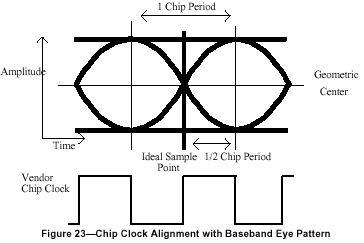 1 Chip Period
Amplitude
Geometric
Center
Time
Ideal Sample
Point
1/2 Chip Period
Vendor
Chip Clock
Figure 23—Chip Clock Alignment with Baseband Eye Pattern